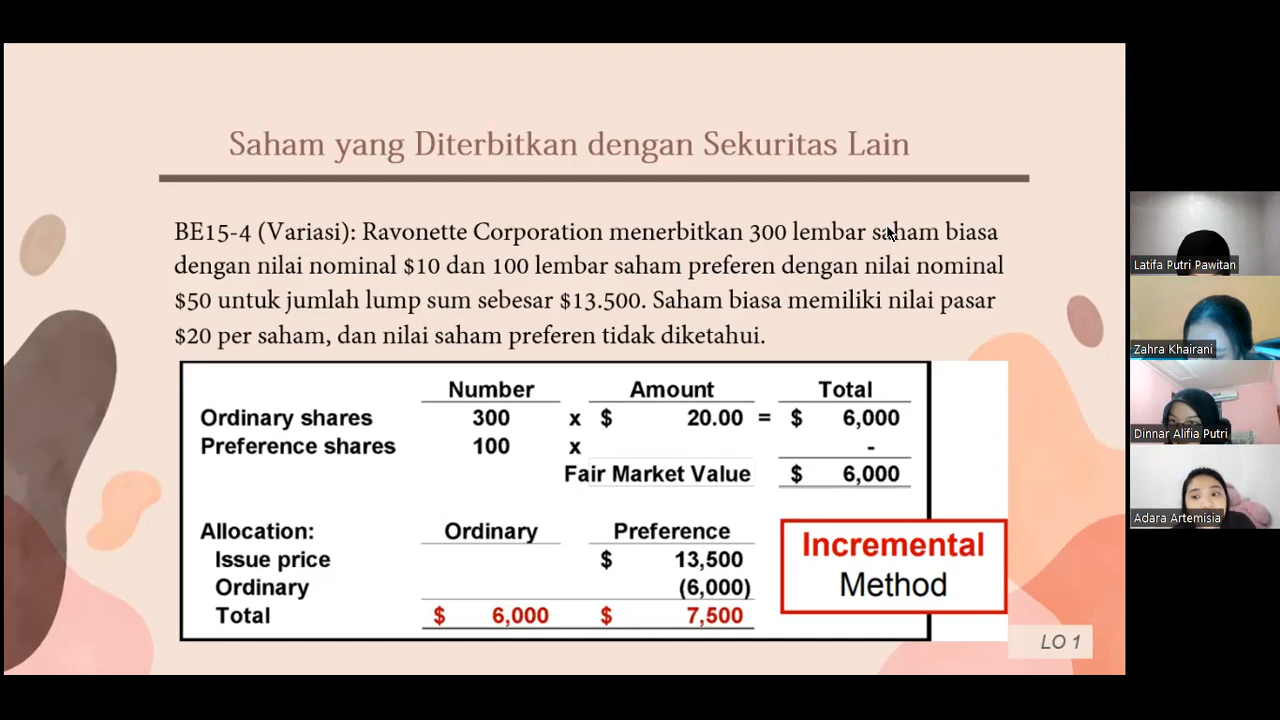 Saham yang Diterbitkan dengan Sekuritas Lain
BE15-4 (Variasi): Ravonette Corporation menerbitkan 300 lembar saham biasa
dengan nilai nominal $10 dan 100 lembar saham preferen dengan nilai nominal
$50 untuk jumlah lump sum sebesar $13.500. Saham biasa memiliki nilai pasar
$20 per saham, dan nilai saham preferen tidak diketahui.
Number Amount Total
Ordinary shares 300 x $ 20.00 = $ 6,000
Preference shares 100 x -
Fair Market Value $ 6,000
Allocation: Ordinary Preference
Issue price $ 13,500
Ordinary (6,000)
Total $ 6,000 $ 7,500
Incremental
Method
LO 1
Latifa Putri Pawitan
Zahra Khairani
Dinnar Alifia Putri
Adara Artemisia